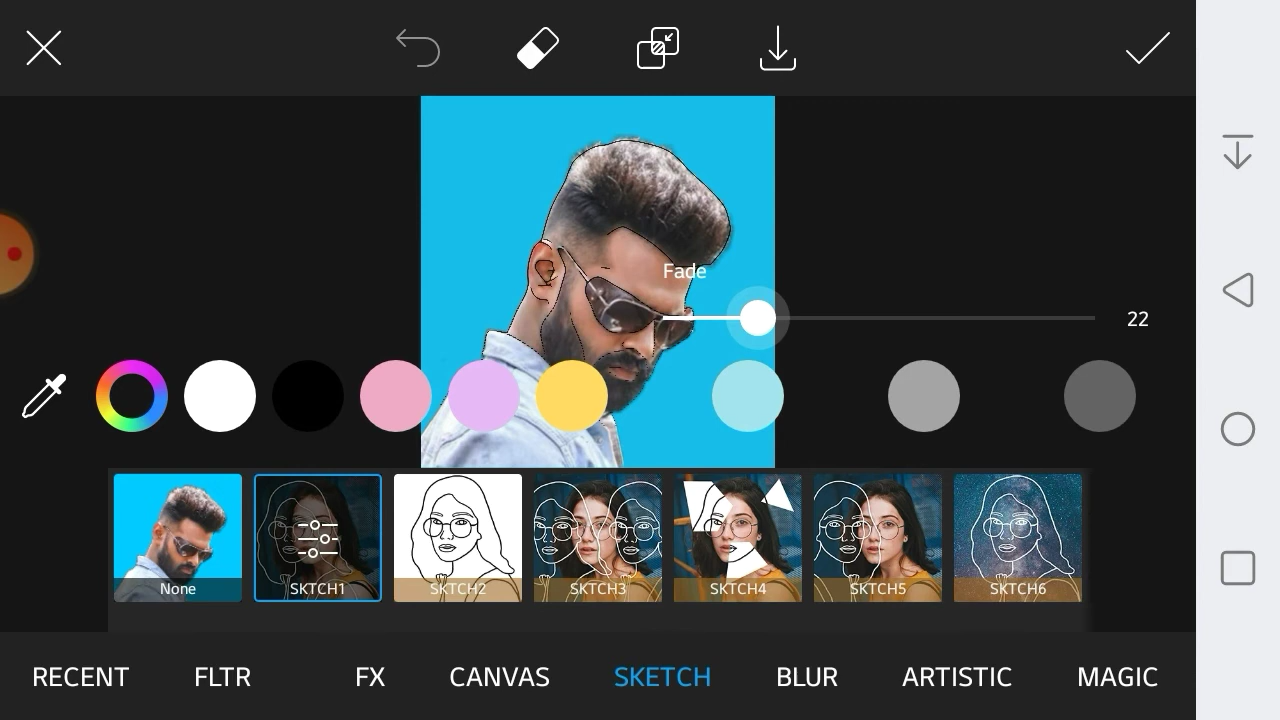 Fade
22
None
SKTCH1
SKTCH2
SKTCH3
SKTCH4
SKTCH5
SKTCH6
RECENT FLTR FX CANVAS SKETCH BLUR ARTISTIC MAGIC